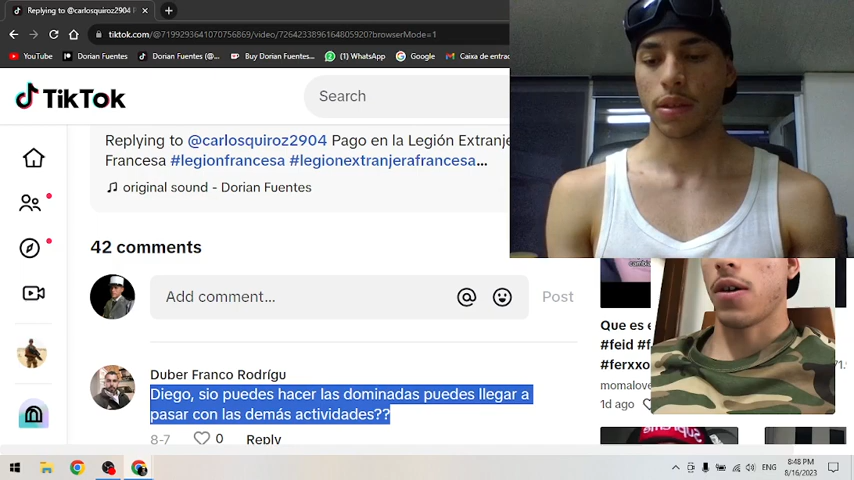 Replying to @carlosquiroz2904
tiktok.com/@7199293641070756869/video/7264233896164805920?browserMode=1
YouTube
Dorian Fuentes
Dorian Fuentes (@...
Buy Dorian Fuentes...
(1) WhatsApp
Google
Caixa de entrac
TikTok
Search
Replying to @carlosquiroz2904 Pago en la Legión Extranje
Francesa #legionfrancesa #legionextranjerafrancesa...
original sound - Dorian Fuentes
42 comments
Add comment...
Post
Duber Franco Rodrígu
Diego, sio puedes hacer las dominadas puedes llegar a
pasar con las demás actividades??
8-7
0
Reply
Que es e
#feid #f
#ferxxo
momalove
1d ago
ENG
8:48 PM
8/16/2023